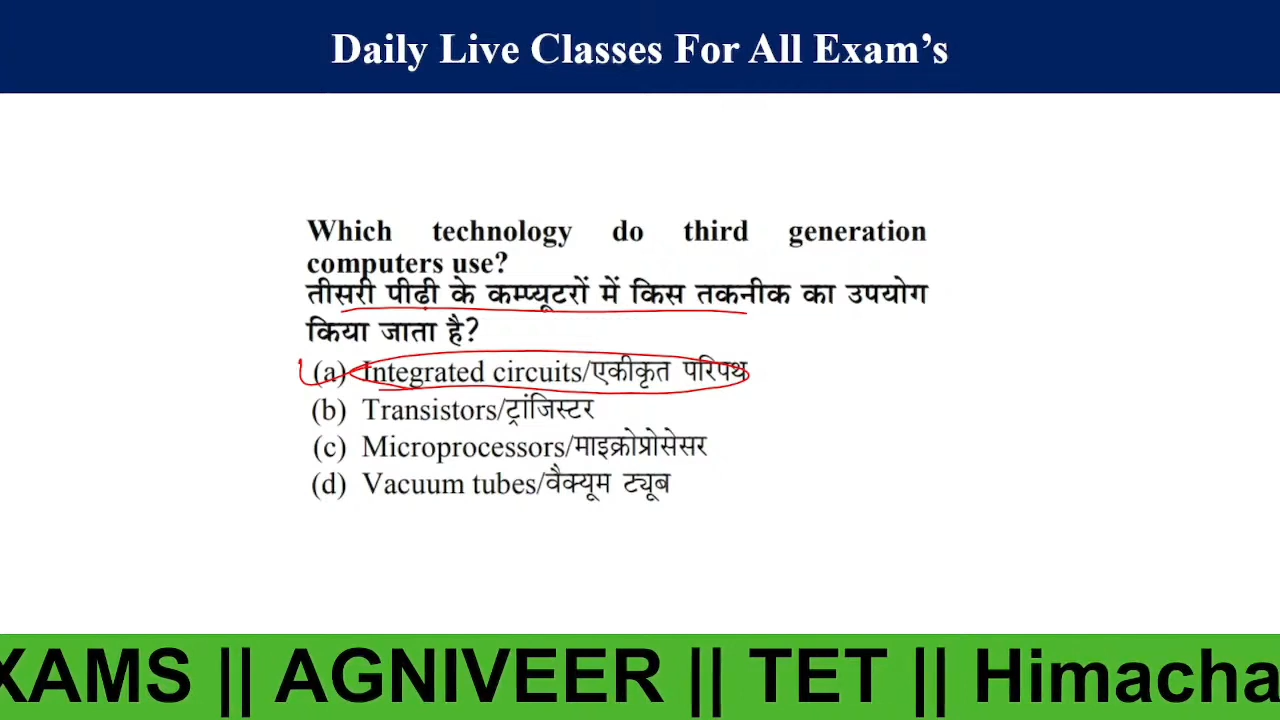 Daily Live Classes For All Exam’s
Which technology do third generation
computers use?
तीसरी पीढ़ी के कम्प्यूटरों में किस तकनीक का उपयोग
किया जाता है?
(a) Integrated circuits/एकीकृत परिपथ
(b) Transistors/ट्रांजिस्टर
(c) Microprocessors/माइक्रोप्रोसेसर
(d) Vacuum tubes/वैक्यूम ट्यूब
XAMS || AGNIVEER || TET || Himacha